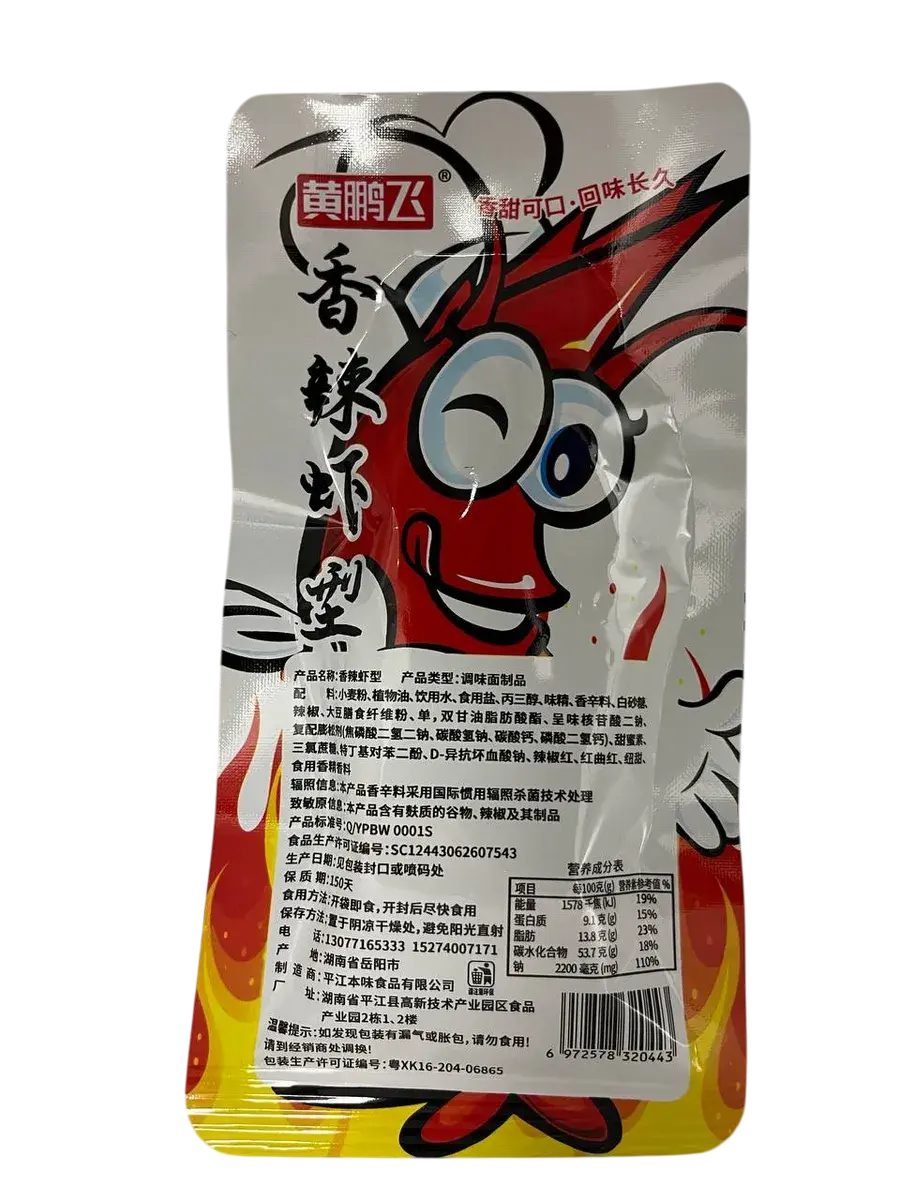 黄鹏飞®
香甜可口·回味长久
香辣虾型
产品名称:香辣虾型 产品类型:调味面制品
配 料:小麦粉、植物油、饮用水、食用盐、丙三醇、味精、香辛料、白砂糖、
辣椒、大豆膳食纤维粉、单,双甘油脂肪酸酯、呈味核苷酸二钠、
复配膨松剂(焦磷酸二氢二钠、碳酸氢钠、碳酸钙、磷酸二氢钙)、甜蜜素、
三氯蔗糖、特丁基对苯二酚、D-异抗坏血酸钠、辣椒红、红曲红、纽甜、
食用香精香料
辐照信息:本产品香辛料采用国际惯用辐照杀菌技术处理
致敏原信息:本产品含有麸质的谷物、辣椒及其制品
产品标准号:Q/YPBW 0001S
食品生产许可证编号:SC12443062607543
生产日期:见包装封口或喷码处
保 质 期:150天
食用方法:开袋即食,开封后尽快食用
保存方法:置于阴凉干燥处,避免阳光直射
电 话:13077165333 15274007171
产 地:湖南省岳阳市
制 造 商:平江本味食品有限公司
厂 址:湖南省平江县高新技术产业园区食品
产业园2栋1、2楼
温馨提示:如发现包装有漏气或胀包,请勿食用!
请到经销商处调换!
包装生产许可证编号:粤XK16-204-06865
营养成分表
项目 每100克(g) 营养素参考值 %
能量 1578 千焦(kJ) 19%
蛋白质 9.1克(g) 15%
脂肪 13.8克(g) 23%
碳水化合物 53.7克(g) 18%
钠 2200 毫克(mg) 110%
6 972578 320443